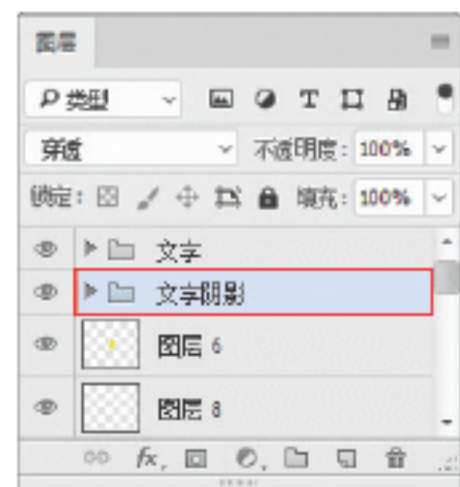 图层
类型 T
穿透 不透明度: 100%
锁定: 填充: 100%
文字
文字阴影
图层 6
图层 8
fx